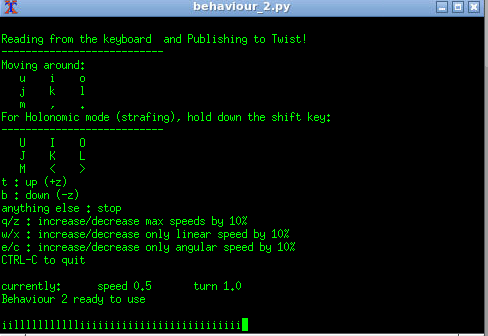 behaviour_2.py
Reading from the keyboard  and Publishing to Twist!
---------------------------
Moving around:
   u    i    o
   j    k    l
   m    ,    .
For Holonomic mode (strafing), hold down the shift key:
---------------------------
   U    I    O
   J    K    L
   M    <    >
t : up (+z)
b : down (-z)
anything else : stop
q/z : increase/decrease max speeds by 10%
w/x : increase/decrease only linear speed by 10%
e/c : increase/decrease only angular speed by 10%
CTRL-C to quit
currently:      speed 0.5       turn 1.0
Behaviour 2 ready to use
iillllllllllliiiiiiiiiiiiiiiiiiiiiiiiiii